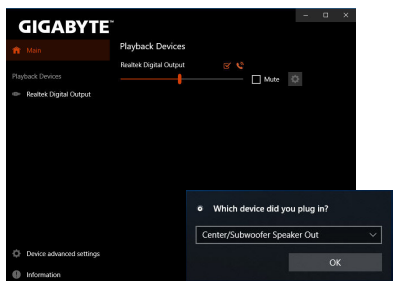 GIGABYTE™
Main
Playback Devices
Realtek Digital Output
Playback Devices
Realtek Digital Output
Mute
Which device did you plug in?
Center/Subwoofer Speaker Out
OK
Device advanced settings
Information